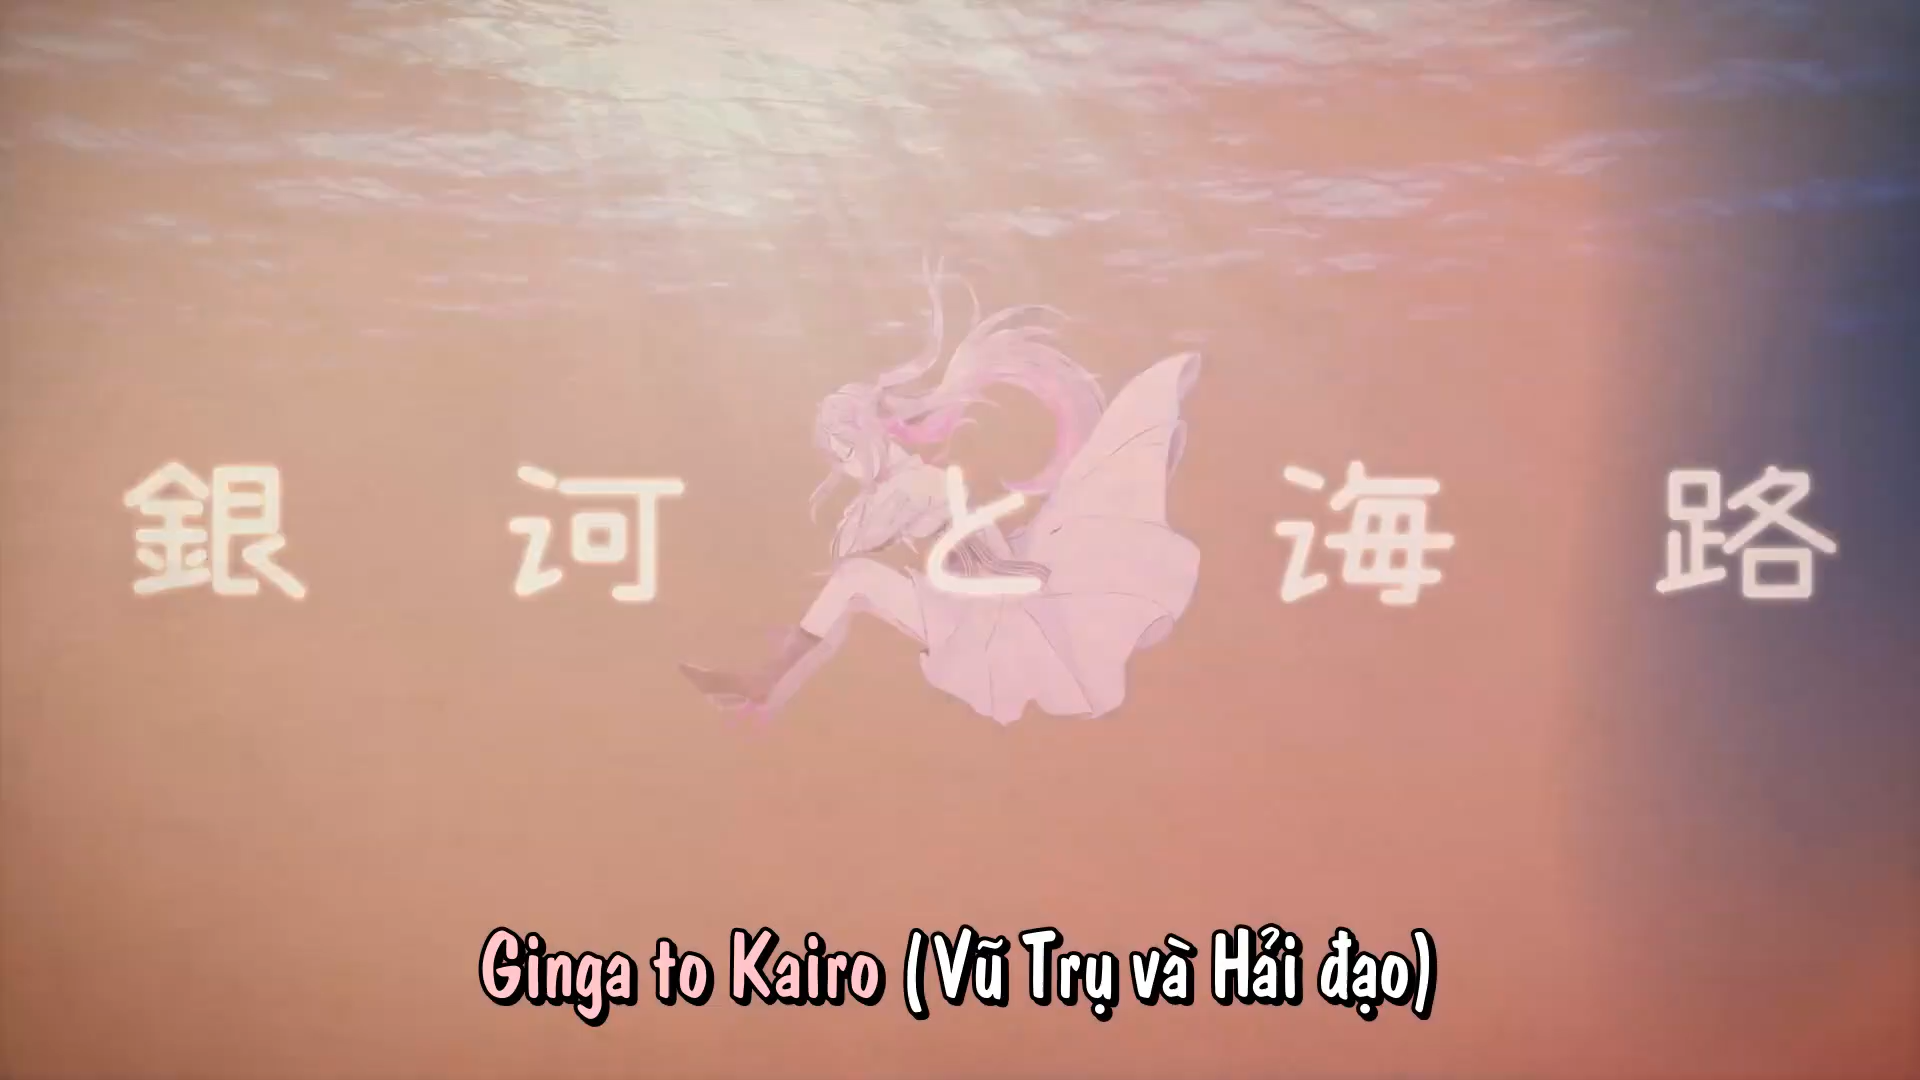 銀河と海路
Ginga to Kairo (Vũ Trụ và Hải đạo)